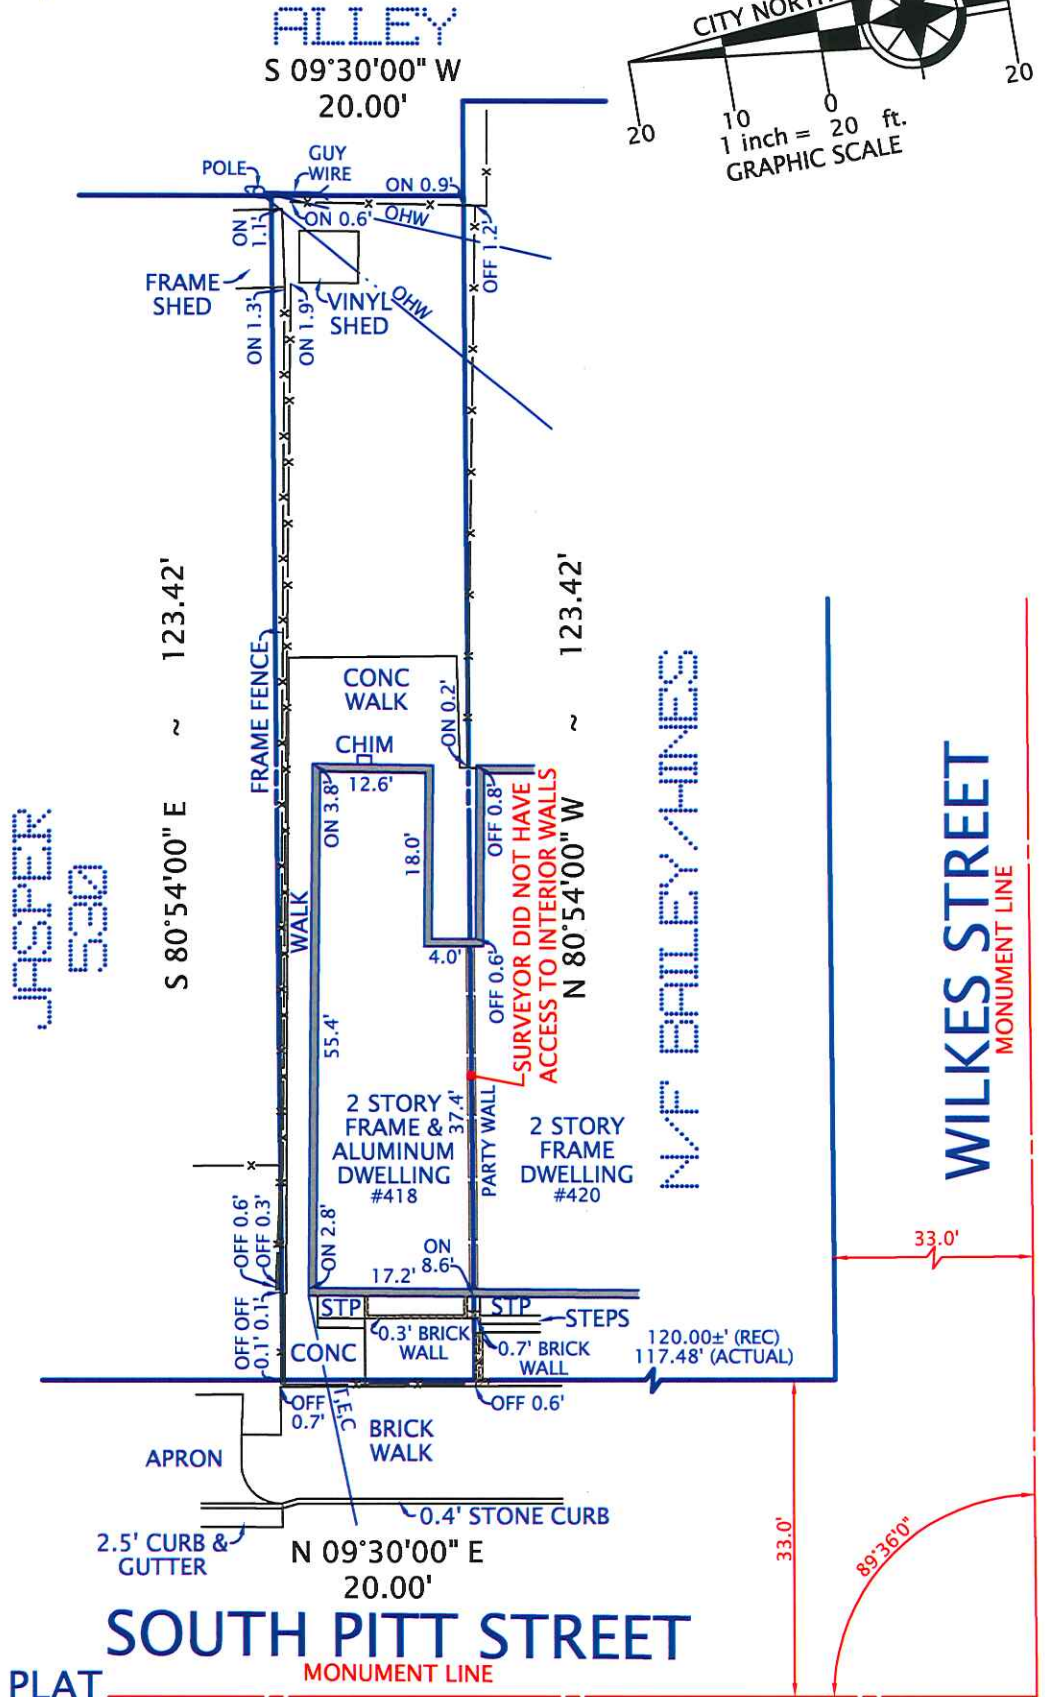 ALLEY
S 09°30'00" W
20.00'
CITY NORTH
20
10
0
20
1 inch = 20 ft.
GRAPHIC SCALE
POLE
GUY
WIRE
ON 0.9'
ON 0.6'
OHW
ON
1.1'
OFF 1.2'
FRAME
SHED
VINYL
SHED
OHW
ON 1.3'
ON 1.9'
123.42'
~
S 80°54'00" E
123.42'
~
N 80°54'00" W
FRAME FENCE
CONC
WALK
ON 0.2'
CHIM
12.6'
ON 3.8'
18.0'
OFF 0.8'
SURVEYOR DID NOT HAVE
ACCESS TO INTERIOR WALLS
4.0'
OFF 0.6'
WALK
55.4'
JASPER
530
N/F BAILEY/HINES
WILKES STREET
MONUMENT LINE
2 STORY
FRAME &
ALUMINUM
DWELLING
#418
37.4'
PARTY WALL
2 STORY
FRAME
DWELLING
#420
OFF 0.6'
OFF 0.3'
ON 2.8'
ON
8.6'
17.2'
33.0'
STP
STP
STEPS
OFF OFF
0.1' 0.1'
0.3' BRICK
WALL
0.7' BRICK
WALL
CONC
120.00±' (REC)
117.48' (ACTUAL)
OFF
0.7'
T,E,C
OFF 0.6'
BRICK
WALK
APRON
0.4' STONE CURB
2.5' CURB &
GUTTER
N 09°30'00" E
20.00'
33.0'
89°36'0"
SOUTH PITT STREET
MONUMENT LINE
PLAT